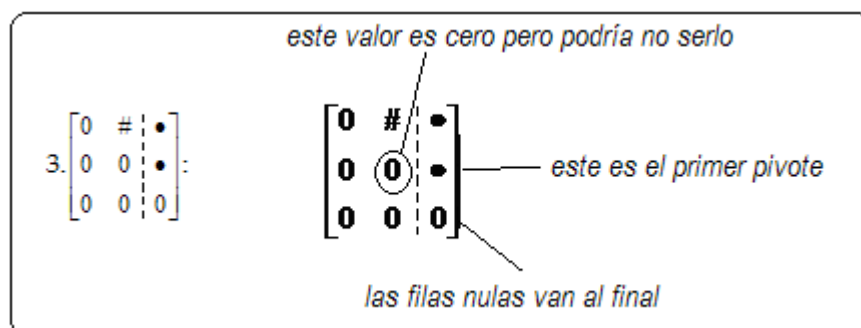 este valor es cero pero podría no serlo
3. [0 # ¦ •]
[0 0 ¦ •] :
[0 0 ¦ 0]
[0 # ¦ •]
[0 0 ¦ •]
[0 0 ¦ 0]
este es el primer pivote
las filas nulas van al final